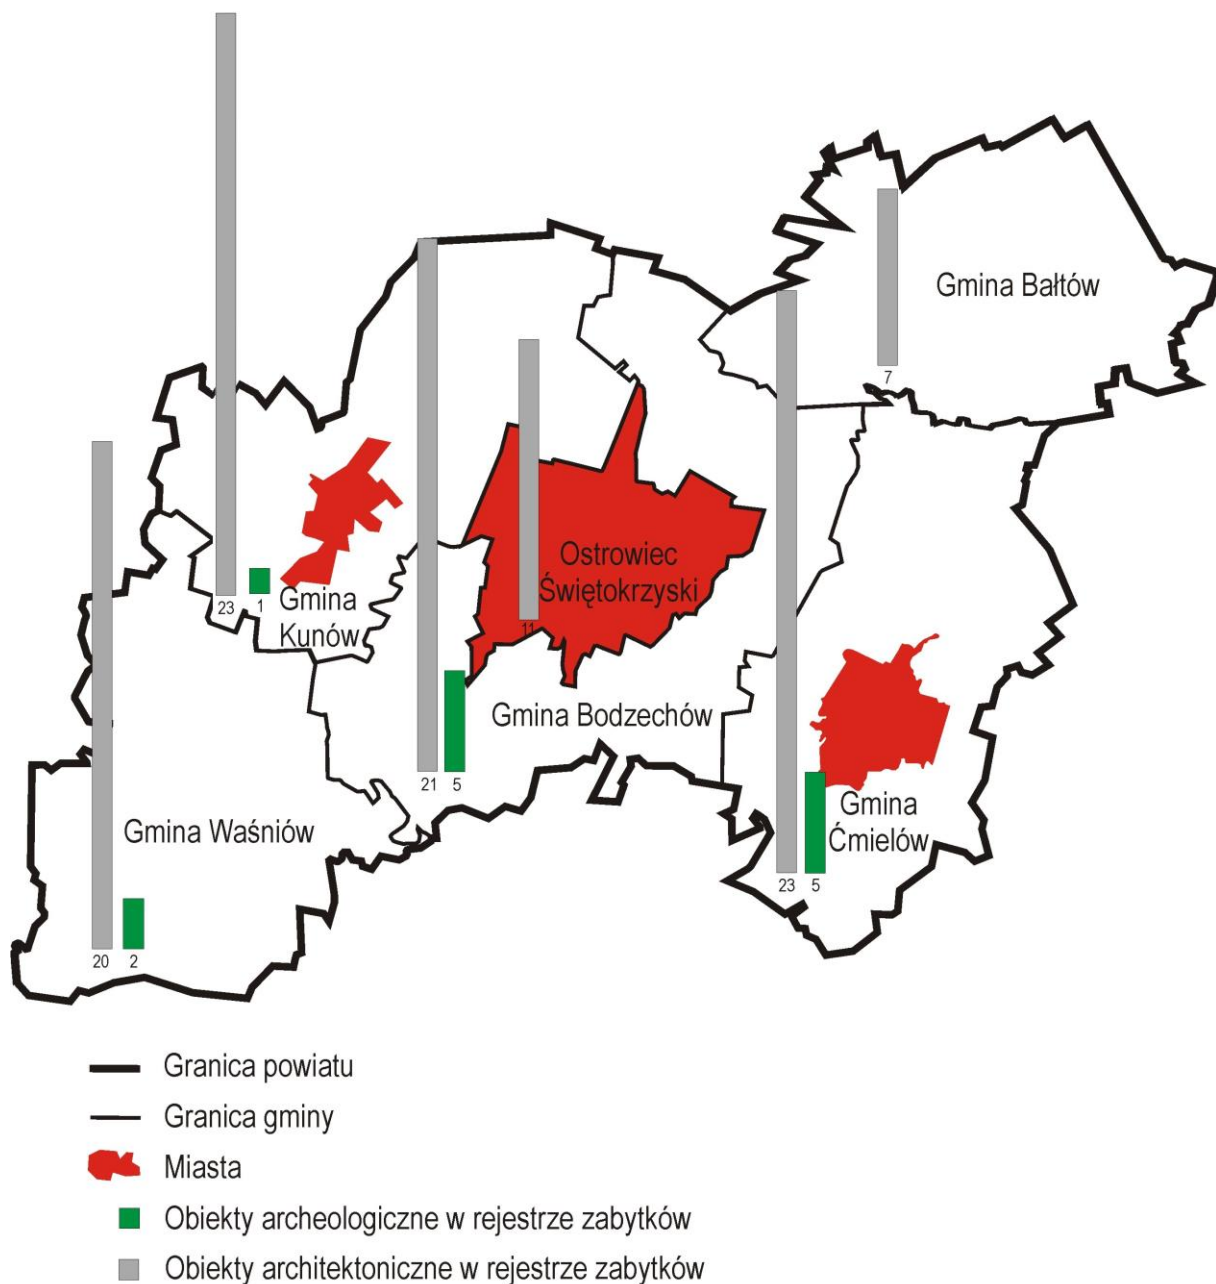 Gmina Bałtów
7
Ostrowiec
Świętokrzyski
11
23
1
Gmina
Kunów
Gmina Bodzechów
21
5
Gmina
Ćmielów
23
5
Gmina Waśniów
20
2
Granica powiatu
Granica gminy
Miasta
Obiekty archeologiczne w rejestrze zabytków
Obiekty architektoniczne w rejestrze zabytków